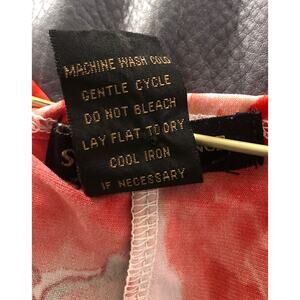 MACHINE WASH COLD
GENTLE CYCLE
DO NOT BLEACH
LAY FLAT TO DRY
COOL IRON
IF NECESSARY